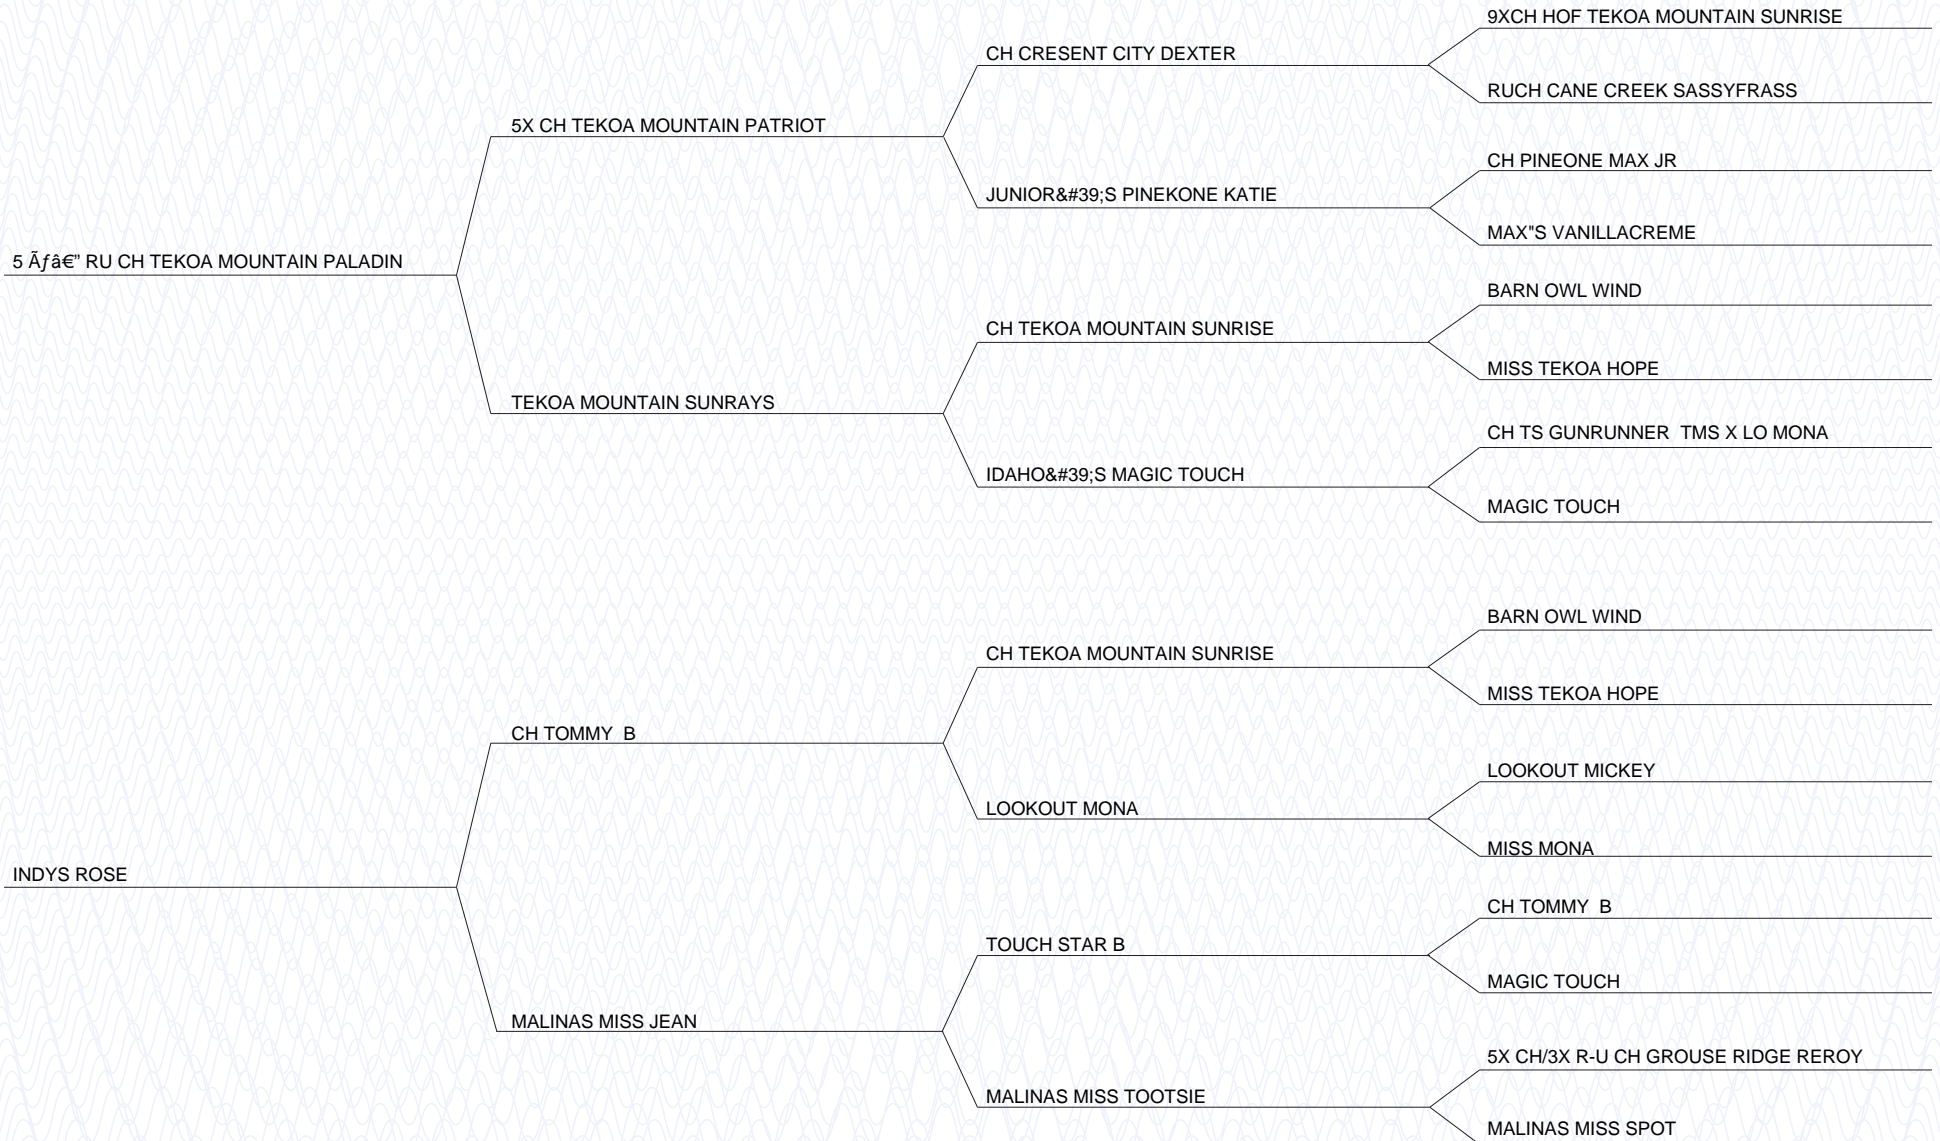 9XCH HOF TEKOA MOUNTAIN SUNRISE
CH CRESENT CITY DEXTER
RUCH CANE CREEK SASSYFRASS
5X CH TEKOA MOUNTAIN PATRIOT
CH PINEONE MAX JR
JUNIOR&#39;S PINEKONE KATIE
MAX"S VANILLACREME
5 Ãƒâ€” RU CH TEKOA MOUNTAIN PALADIN
BARN OWL WIND
CH TEKOA MOUNTAIN SUNRISE
MISS TEKOA HOPE
TEKOA MOUNTAIN SUNRAYS
CH TS GUNRUNNER  TMS X LO MONA
IDAHO&#39;S MAGIC TOUCH
MAGIC TOUCH
BARN OWL WIND
CH TEKOA MOUNTAIN SUNRISE
MISS TEKOA HOPE
CH TOMMY  B
LOOKOUT MICKEY
LOOKOUT MONA
MISS MONA
INDYS ROSE
CH TOMMY  B
TOUCH STAR B
MAGIC TOUCH
MALINAS MISS JEAN
5X CH/3X R-U CH GROUSE RIDGE REROY
MALINAS MISS TOOTSIE
MALINAS MISS SPOT